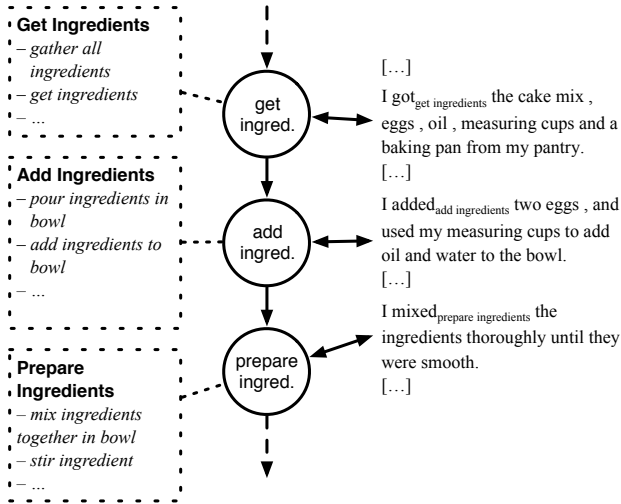 Get Ingredients
– gather all
ingredients
– get ingredients
– ...
Add Ingredients
– pour ingredients in
bowl
– add ingredients to
bowl
– ...
Prepare
Ingredients
– mix ingredients
together in bowl
– stir ingredient
– ...
get
ingred.
add
ingred.
prepare
ingred.
[…]
I got get ingredients the cake mix ,
eggs , oil , measuring cups and a
baking pan from my pantry.
[…]
I added add ingredients two eggs , and
used my measuring cups to add
oil and water to the bowl.
[…]
I mixed prepare ingredients the
ingredients thoroughly until they
were smooth.
[…]